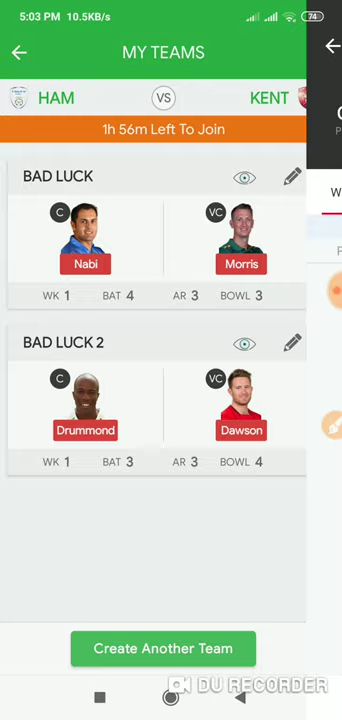 5:03 PM 10.5KB/s 74
MY TEAMS
HAM VS KENT
1h 56m Left To Join
BAD LUCK
C VC
Nabi Morris
WK 1 BAT 4 AR 3 BOWL 3
BAD LUCK 2
C VC
Drummond Dawson
WK 1 BAT 3 AR 3 BOWL 4
Create Another Team
DU RECORDER